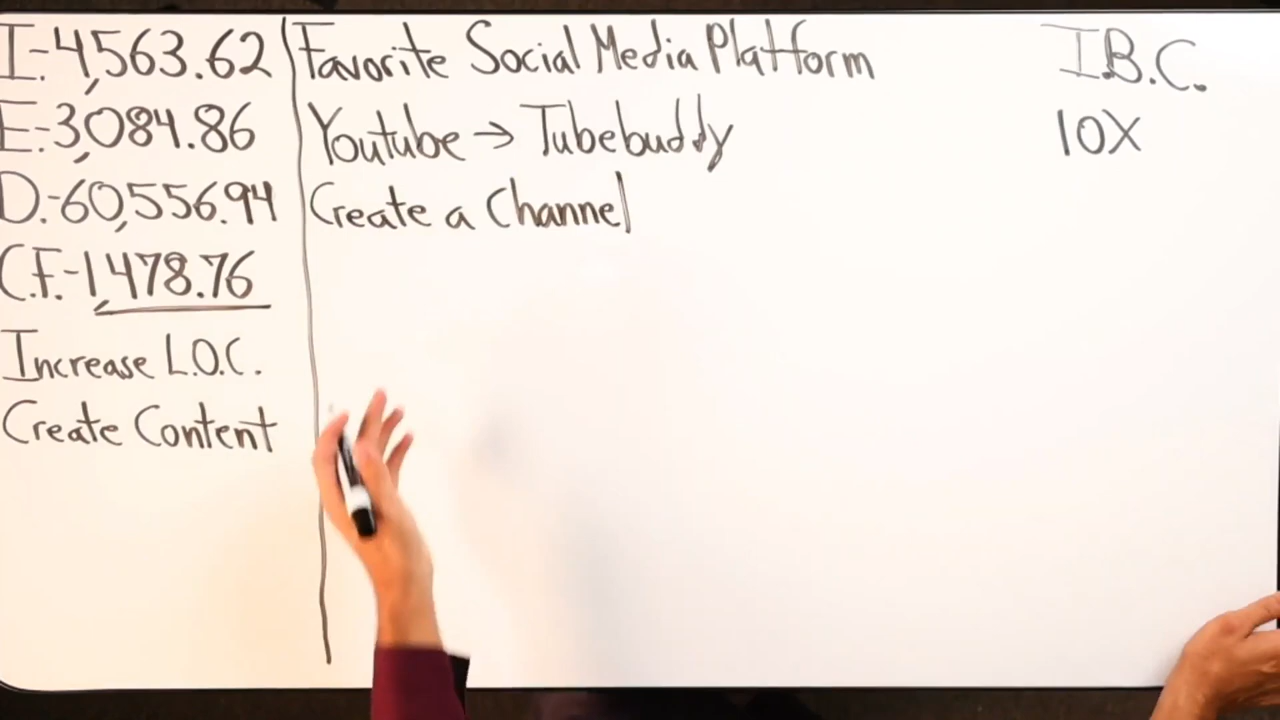 I.-4,563.62
E.-3,084.86
D.-60,556.94
C.F.-1,478.76
Increase L.O.C.
Create Content
Favorite Social Media Platform
Youtube → Tubebuddy
Create a Channel
I.B.C.
10X